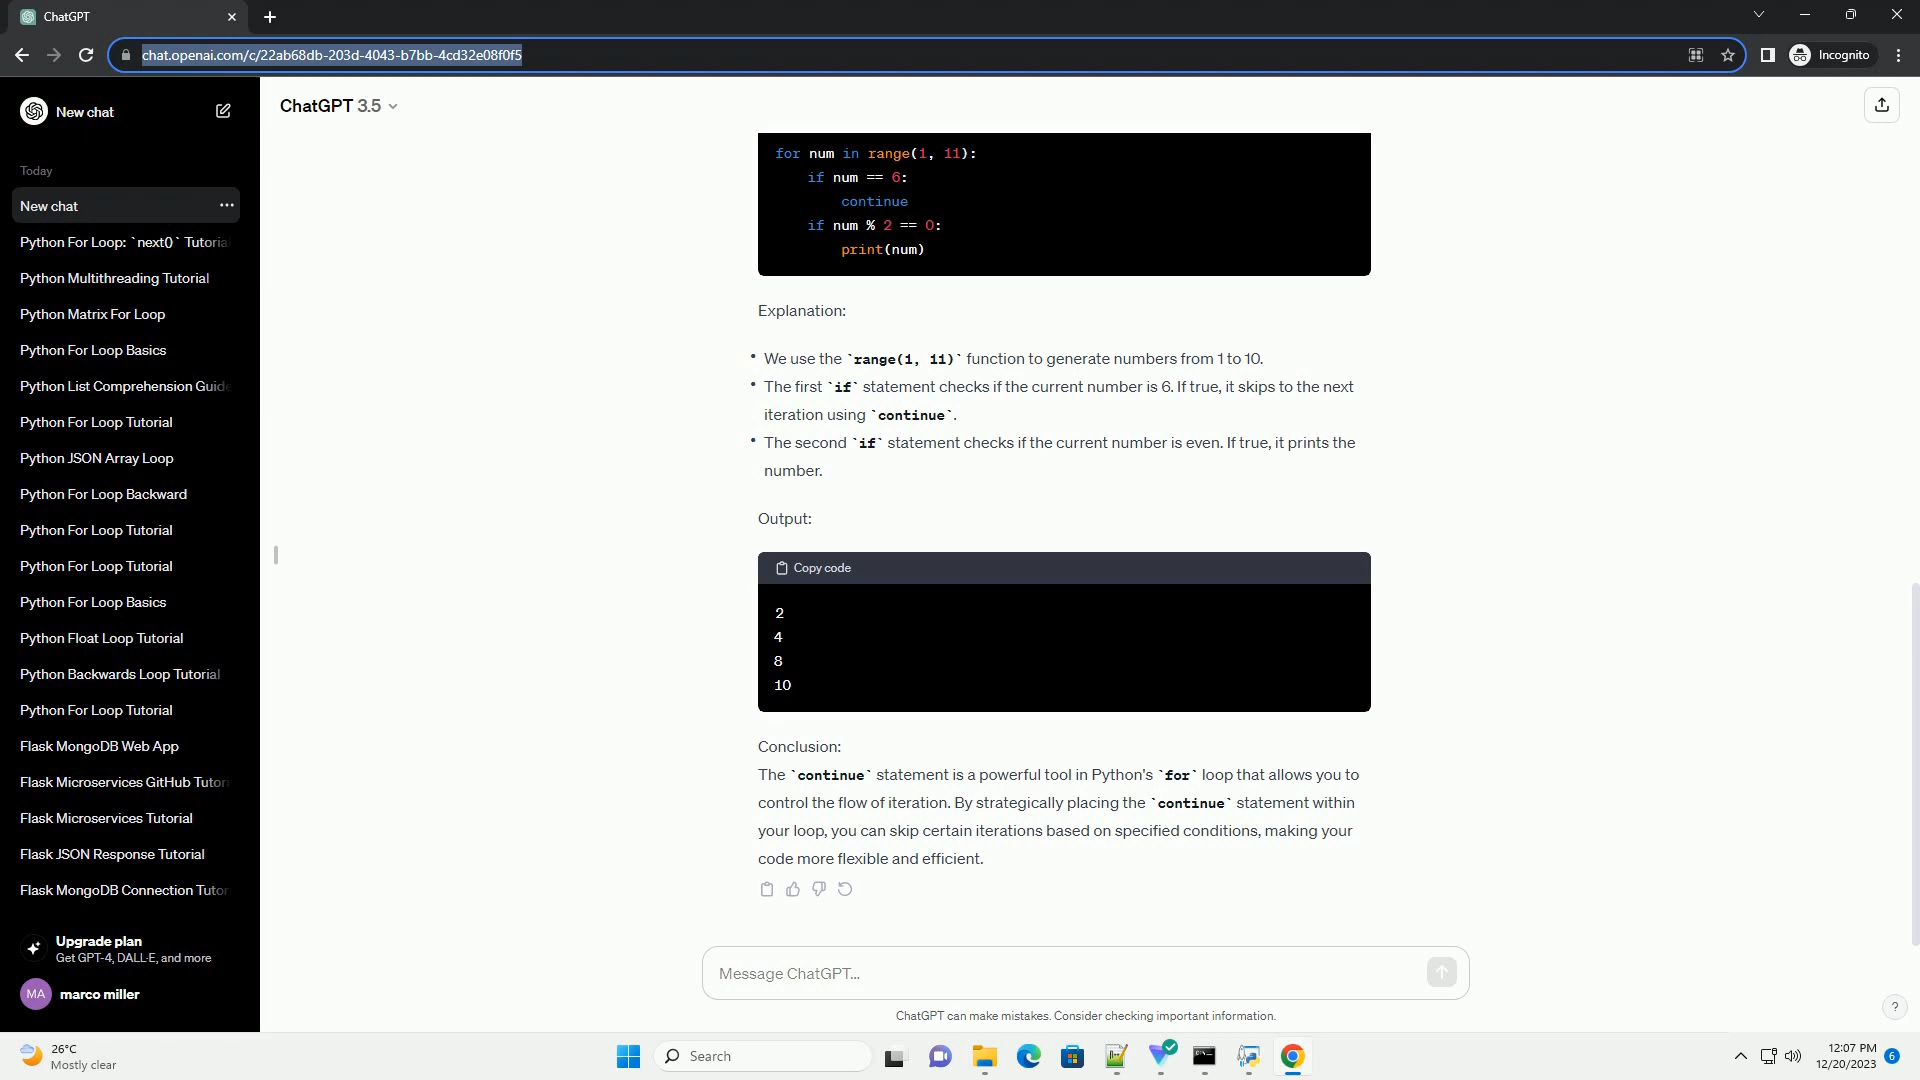 ChatGPT
chat.openai.com/c/22ab68db-203d-4043-b7bb-4cd32e08f0f5
Incognito
New chat
Today
New chat
Python For Loop: `next()` Tutoria
Python Multithreading Tutorial
Python Matrix For Loop
Python For Loop Basics
Python List Comprehension Guide
Python For Loop Tutorial
Python JSON Array Loop
Python For Loop Backward
Python For Loop Tutorial
Python For Loop Tutorial
Python For Loop Basics
Python Float Loop Tutorial
Python Backwards Loop Tutorial
Python For Loop Tutorial
Flask MongoDB Web App
Flask Microservices GitHub Tutori
Flask Microservices Tutorial
Flask JSON Response Tutorial
Flask MongoDB Connection Tutor
Upgrade plan
Get GPT-4, DALL·E, and more
MA marco miller
ChatGPT 3.5
for num in range(1, 11):
if num == 6:
continue
if num % 2 == 0:
print(num)
Explanation:
• We use the `range(1, 11)` function to generate numbers from 1 to 10.
• The first `if` statement checks if the current number is 6. If true, it skips to the next
iteration using `continue`.
• The second `if` statement checks if the current number is even. If true, it prints the
number.
Output:
Copy code
2
4
8
10
Conclusion:
The `continue` statement is a powerful tool in Python's `for` loop that allows you to
control the flow of iteration. By strategically placing the `continue` statement within
your loop, you can skip certain iterations based on specified conditions, making your
code more flexible and efficient.
Message ChatGPT...
ChatGPT can make mistakes. Consider checking important information.
?
26°C
Mostly clear
Search
12:07 PM
12/20/2023
6